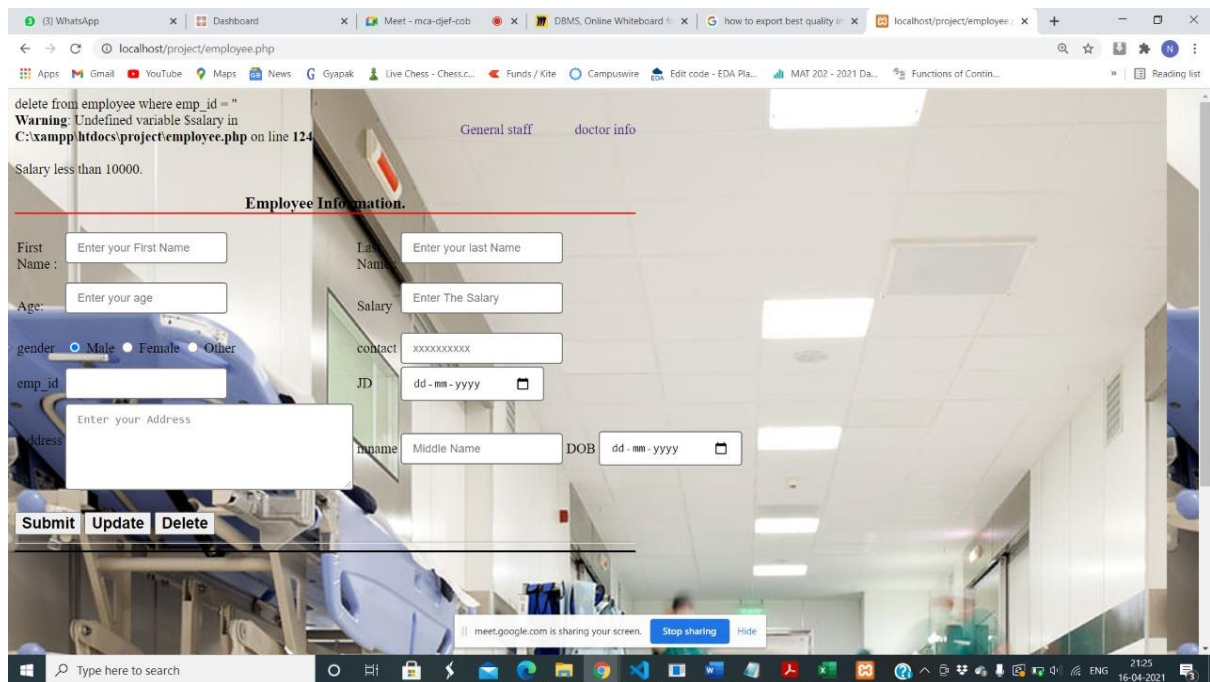 (3) WhatsApp
Dashboard
Meet - mca-djef-cob
DBMS, Online Whiteboard fo
how to export best quality in
localhost/project/employee.p
localhost/project/employee.php
Apps Gmail YouTube Maps News Gyapak Live Chess - Chess.c... Funds / Kite Campuswire Edit code - EDA Pla... MAT 202 - 2021 Da... Functions of Contin... » Reading list
delete from employee where emp_id = ''
Warning: Undefined variable $salary in
C:\xampp\htdocs\project\employee.php on line 124
General staff doctor info
Salary less than 10000.
Employee Information.
First Name : Enter your First Name
Last Name Enter your last Name
Age: Enter your age
Salary Enter The Salary
gender Male Female Other
contact xxxxxxxxxx
emp_id
JD dd-mm-yyyy
Address Enter your Address
mname Middle Name DOB dd-mm-yyyy
Submit Update Delete
meet.google.com is sharing your screen. Stop sharing Hide
Type here to search
ENG 21:25
16-04-2021